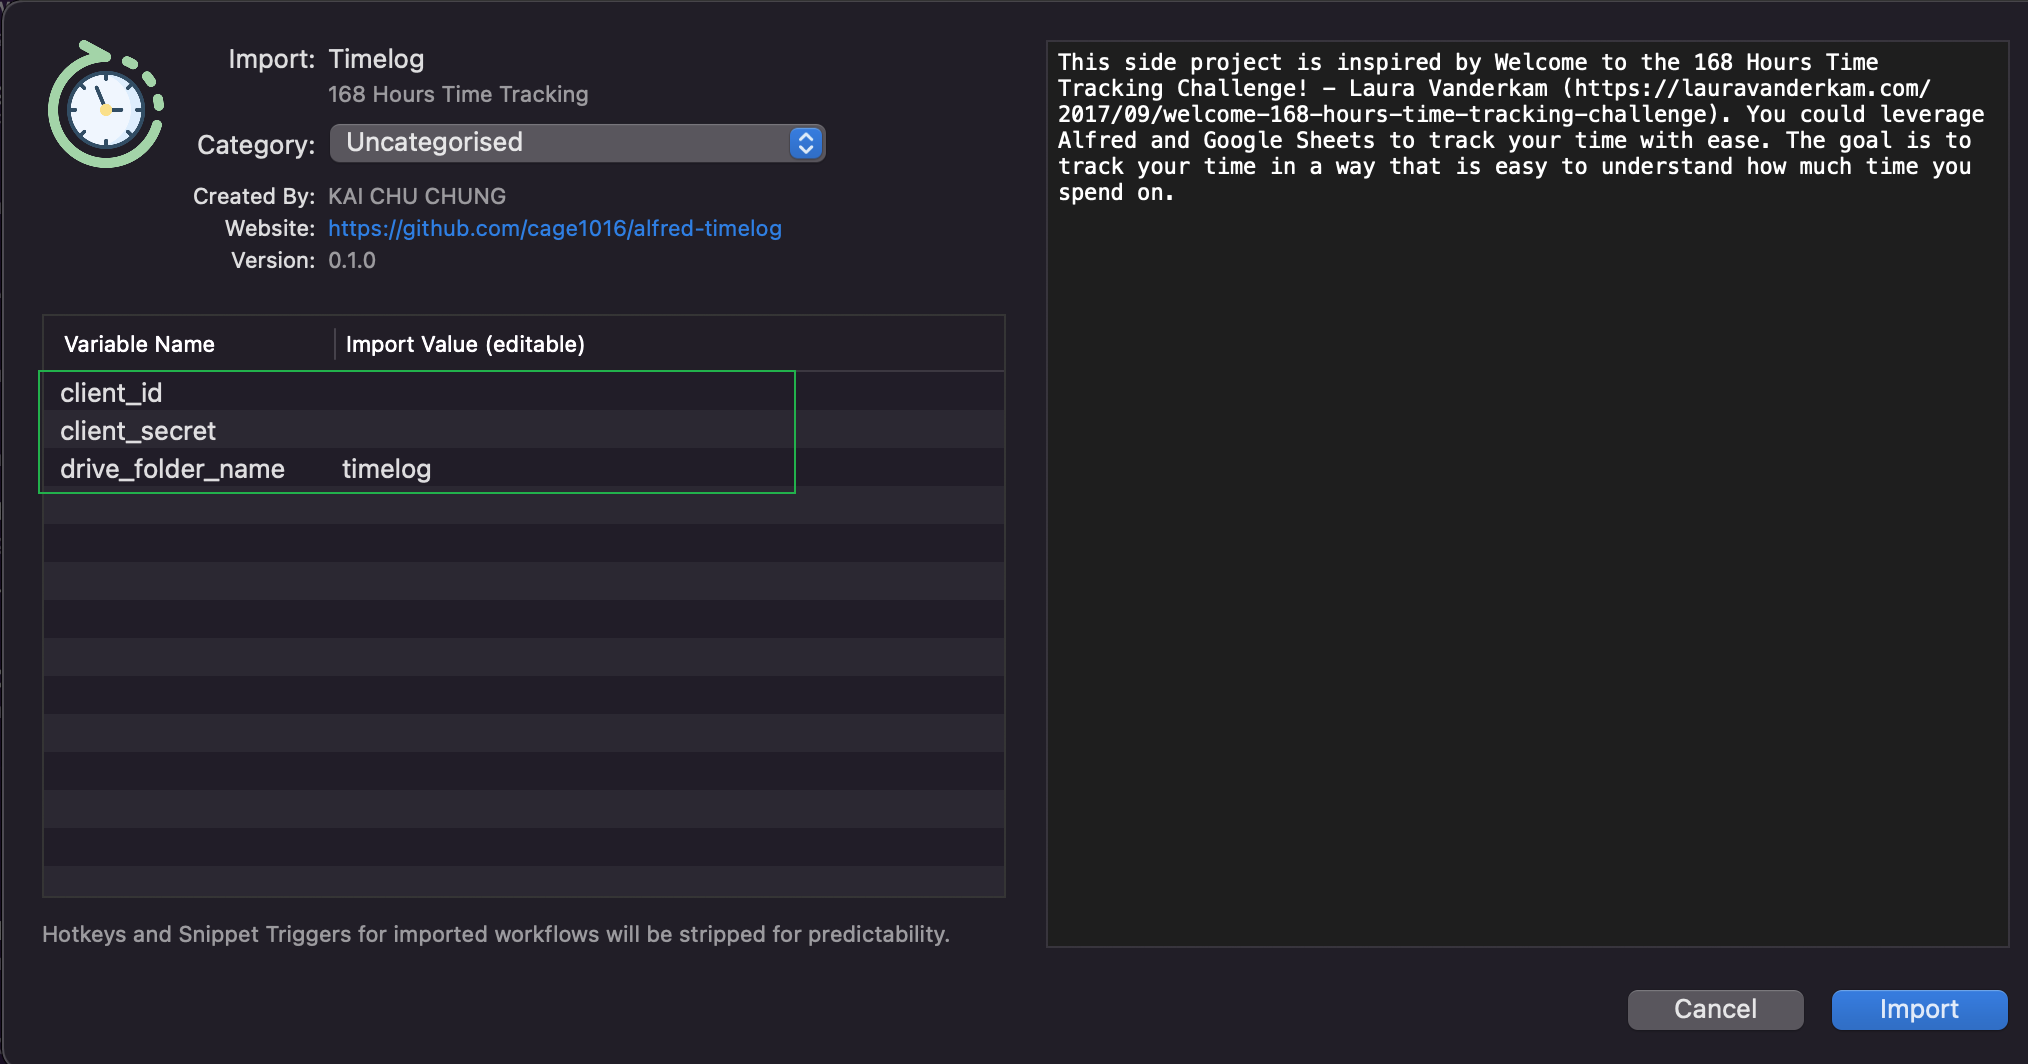 Import: Timelog
168 Hours Time Tracking
Category: Uncategorised
Created By: KAI CHU CHUNG
Website: https://github.com/cage1016/alfred-timelog
Version: 0.1.0
Variable Name Import Value (editable)
client_id
client_secret
drive_folder_name timelog
Hotkeys and Snippet Triggers for imported workflows will be stripped for predictability.
This side project is inspired by Welcome to the 168 Hours Time
Tracking Challenge! - Laura Vanderkam (https://lauravanderkam.com/
2017/09/welcome-168-hours-time-tracking-challenge). You could leverage
Alfred and Google Sheets to track your time with ease. The goal is to
track your time in a way that is easy to understand how much time you
spend on.
Cancel Import